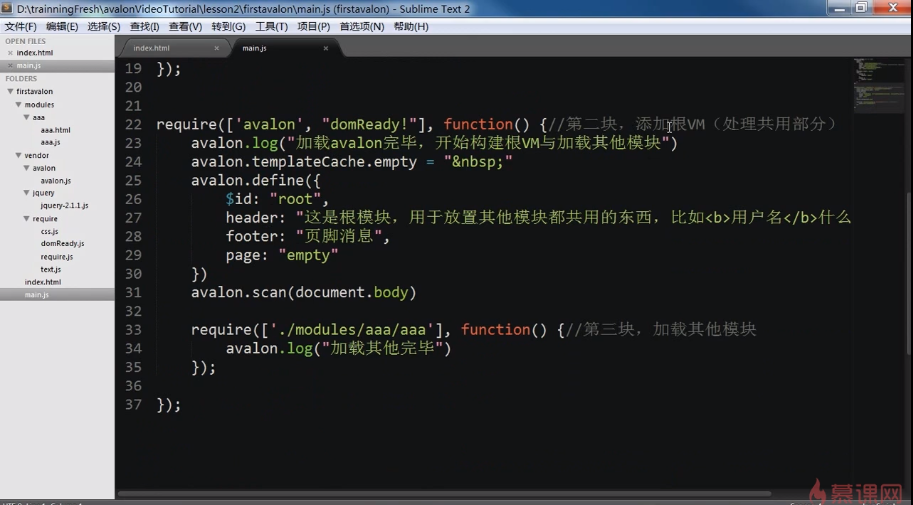 D:\trainningFresh\avalonVideoTutorial\lesson2\firstavalon\main.js (firstavalon) - Sublime Text 2
文件(F) 编辑(E) 选择(S) 查找(I) 查看(V) 转到(G) 工具(T) 项目(P) 首选项(N) 帮助(H)
OPEN FILES
× index.html
× main.js
FOLDERS
firstavalon
modules
aaa
aaa.html
aaa.js
vendor
avalon
avalon.js
jquery
jquery-2.1.1.js
require
css.js
domReady.js
require.js
text.js
index.html
main.js
index.html × main.js ×
19 });
20
21
22 require(['avalon', "domReady!"], function() {//第二块，添加根VM（处理共用部分）
23 avalon.log("加载avalon完毕，开始构建根VM与加载其他模块")
24 avalon.templateCache.empty = "&nbsp;"
25 avalon.define({
26 $id: "root",
27 header: "这是根模块，用于放置其他模块都共用的东西，比如<b>用户名</b>什么
28 footer: "页脚消息",
29 page: "empty"
30 })
31 avalon.scan(document.body)
32
33 require(['./modules/aaa/aaa'], function() {//第三块，加载其他模块
34 avalon.log("加载其他完毕")
35 });
36
37 });
慕课网